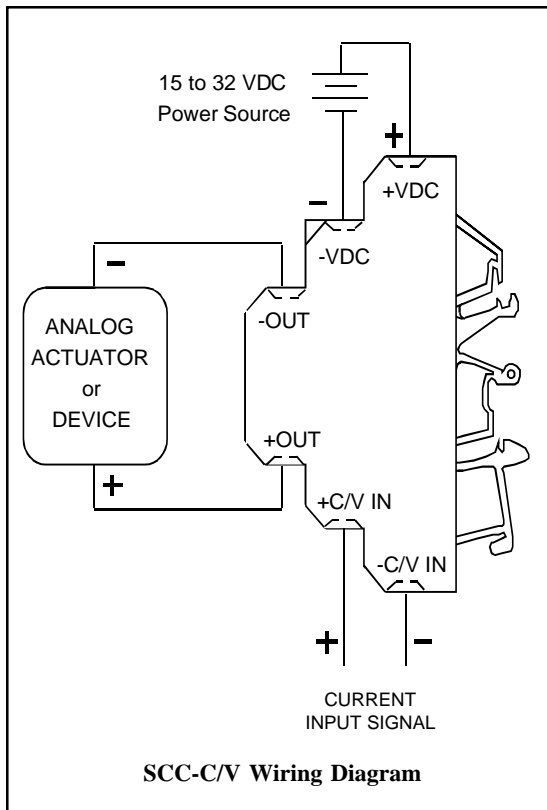 15 to 32 VDC
Power Source
+
+VDC
-
-VDC
-
-OUT
ANALOG
ACTUATOR
or
DEVICE
+OUT
+
+C/V IN
-C/V IN
+
-
CURRENT
INPUT SIGNAL
SCC-C/V Wiring Diagram